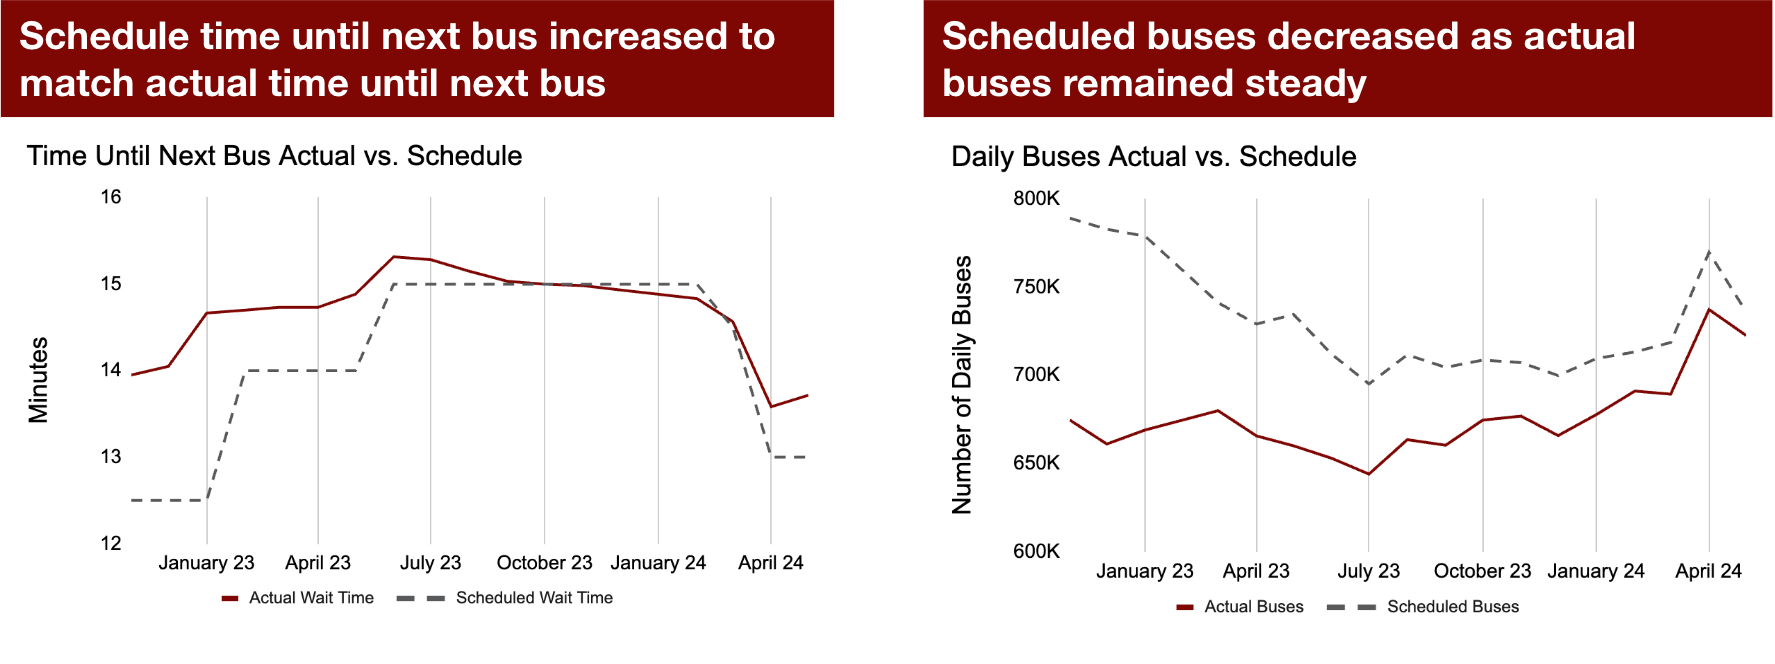 Schedule time until next bus increased to
match actual time until next bus
Time Until Next Bus Actual vs. Schedule
Minutes
16
15
14
13
12
January 23 April 23 July 23 October 23 January 24 April 24
Actual Wait Time Scheduled Wait Time
Scheduled buses decreased as actual
buses remained steady
Daily Buses Actual vs. Schedule
Number of Daily Buses
800K
750K
700K
650K
600K
January 23 April 23 July 23 October 23 January 24 April 24
Actual Buses Scheduled Buses